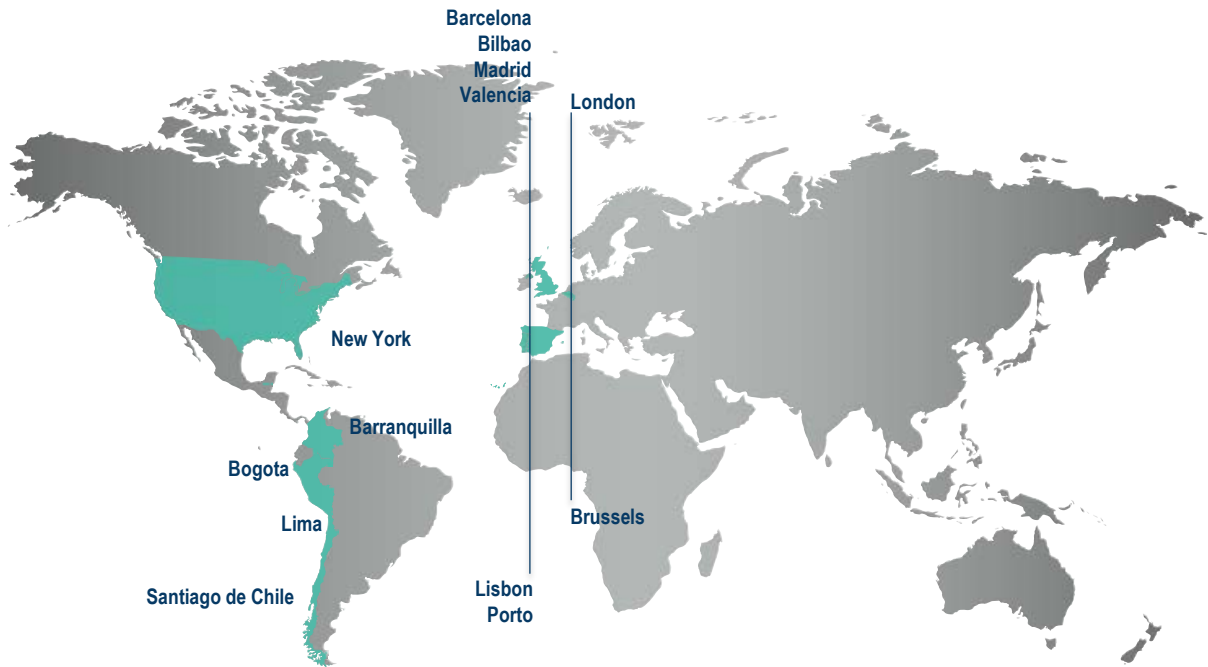 Barcelona
Bilbao
Madrid
Valencia
London
New York
Barranquilla
Bogota
Lima
Brussels
Santiago de Chile
Lisbon
Porto